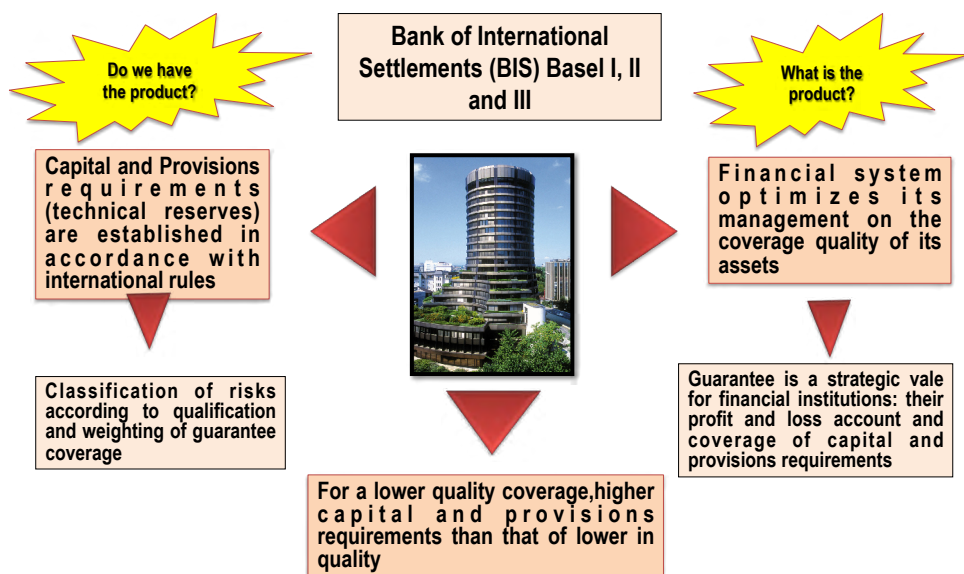 Do we have
the product?
Bank of International
Settlements (BIS) Basel I, II
and III
What is the
product?
Capital and Provisions
requirements
(technical reserves)
are established in
accordance with
international rules
Financial system
optimizes its
management on the
coverage quality of its
assets
Classification of risks
according to qualification
and weighting of guarantee
coverage
Guarantee is a strategic vale
for financial institutions: their
profit and loss account and
coverage of capital and
provisions requirements
For a lower quality coverage,higher
capital and provisions
requirements than that of lower in
quality